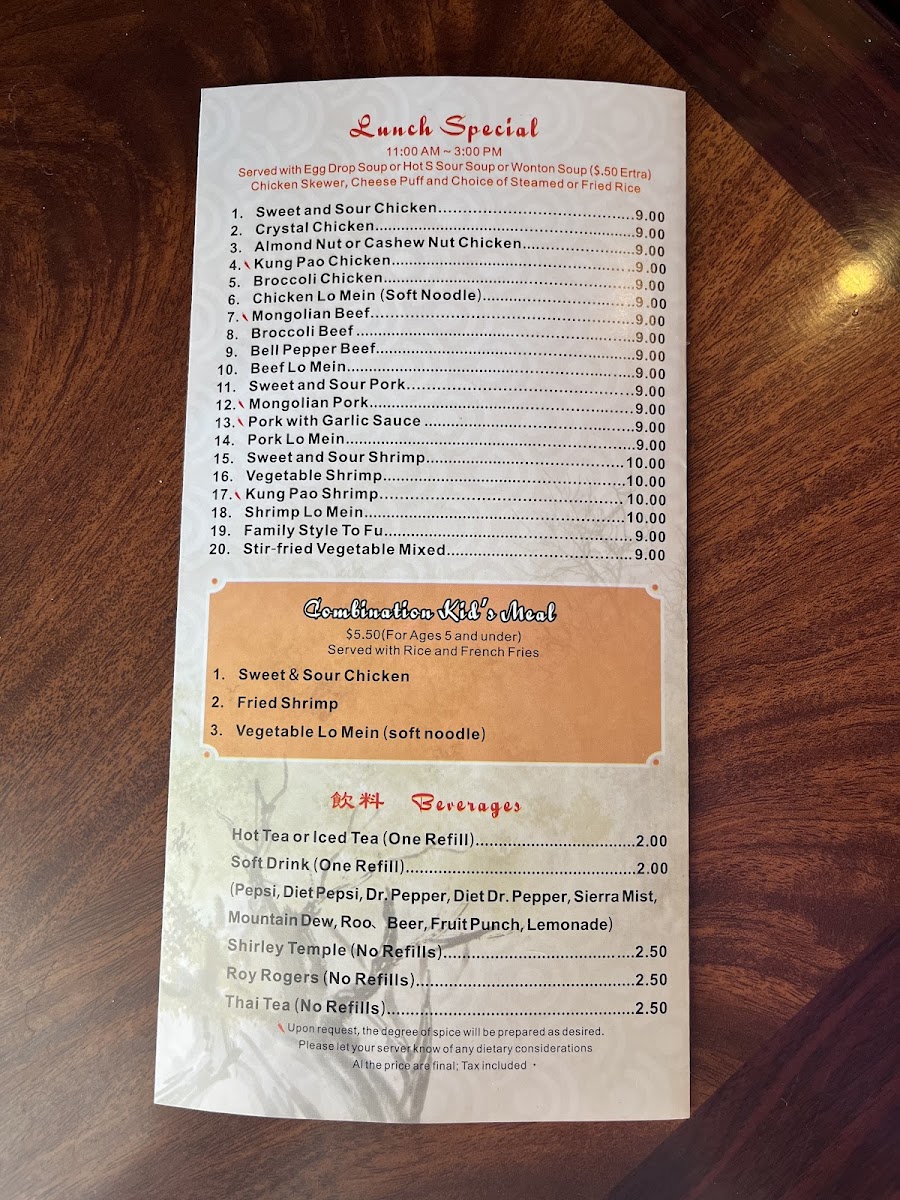 Lunch Special
11:00 AM ~ 3:00 PM
Served with Egg Drop Soup or Hot S Sour Soup or Wonton Soup ($.50 Ertra)
Chicken Skewer, Cheese Puff and Choice of Steamed or Fried Rice
1. Sweet and Sour Chicken 9.00
2. Crystal Chicken 9.00
3. Almond Nut or Cashew Nut Chicken 9.00
4. Kung Pao Chicken 9.00
5. Broccoli Chicken 9.00
6. Chicken Lo Mein (Soft Noodle) 9.00
7. Mongolian Beef 9.00
8. Broccoli Beef 9.00
9. Bell Pepper Beef 9.00
10. Beef Lo Mein 9.00
11. Sweet and Sour Pork 9.00
12. Mongolian Pork 9.00
13. Pork with Garlic Sauce 9.00
14. Pork Lo Mein 9.00
15. Sweet and Sour Shrimp 10.00
16. Vegetable Shrimp 10.00
17. Kung Pao Shrimp 10.00
18. Shrimp Lo Mein 10.00
19. Family Style To Fu 9.00
20. Stir-fried Vegetable Mixed 9.00
Combination Kid's Meal
$5.50(For Ages 5 and under)
Served with Rice and French Fries
1. Sweet & Sour Chicken
2. Fried Shrimp
3. Vegetable Lo Mein (soft noodle)
飲料 Beverages
Hot Tea or Iced Tea (One Refill) 2.00
Soft Drink (One Refill) 2.00
(Pepsi, Diet Pepsi, Dr. Pepper, Diet Dr. Pepper, Sierra Mist,
Mountain Dew, Roo、Beer, Fruit Punch, Lemonade)
Shirley Temple (No Refills) 2.50
Roy Rogers (No Refills) 2.50
Thai Tea (No Refills) 2.50
Upon request, the degree of spice will be prepared as desired.
Please let your server know of any dietary considerations
Al the price are final; Tax included ·